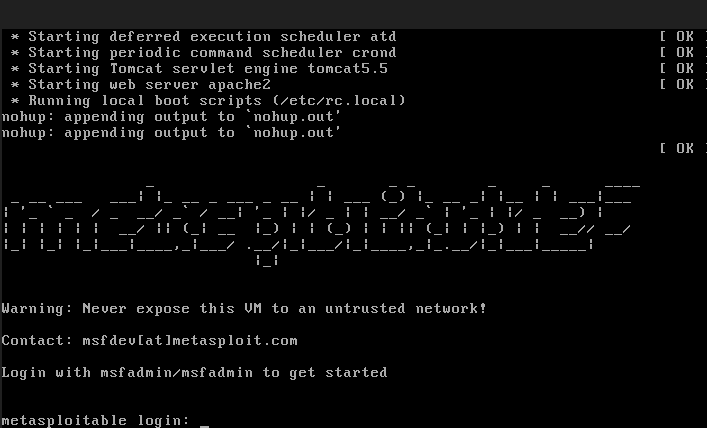 * Starting deferred execution scheduler atd [ OK ]
* Starting periodic command scheduler crond [ OK ]
* Starting Tomcat servlet engine tomcat5.5 [ OK ]
* Starting web server apache2 [ OK ]
* Running local boot scripts (/etc/rc.local)
nohup: appending output to `nohup.out'
nohup: appending output to `nohup.out'
[ OK ]
metasploitable2
Warning: Never expose this VM to an untrusted network!
Contact: msfdev[at]metasploit.com
Login with msfadmin/msfadmin to get started
metasploitable login: _